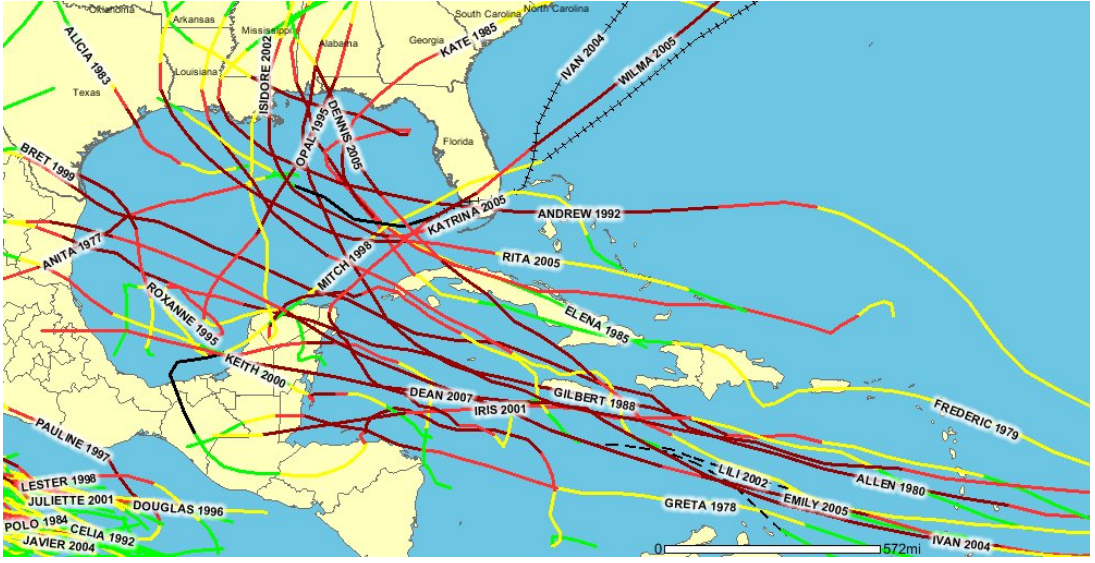 Oklahoma
Arkansas
South Carolina
North Carolina
Mississippi
Alabama
Georgia
Louisiana
Texas
Florida
ALICIA 1983
ISIDORE 2002
KATE 1985
IVAN 2004
WILMA 2005
OPAL 1995
DENNIS 2005
BRET 1999
KATRINA 2005
ANDREW 1992
ANITA 1977
MITCH 1998
RITA 2005
ROXANNE 1995
ELENA 1985
KEITH 2000
DEAN 2007
IRIS 2001
GILBERT 1988
FREDERIC 1979
PAULINE 1997
LESTER 1998
JULIETTE 2001
DOUGLAS 1996
POLO 1984
CELIA 1992
JAVIER 2004
LILI 2002
ALLEN 1980
EMILY 2005
GRETA 1978
IVAN 2004
0 572mi